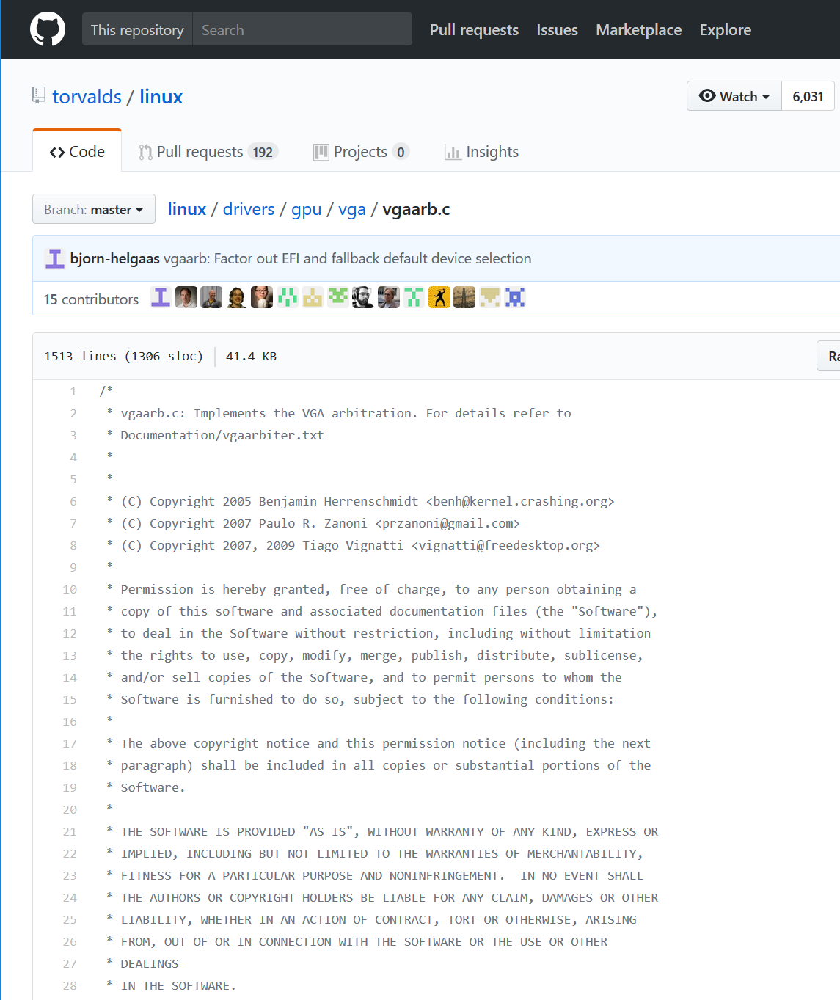 This repository Search Pull requests Issues Marketplace Explore
torvalds / linux Watch 6,031
Code Pull requests 192 Projects 0 Insights
Branch: master linux / drivers / gpu / vga / vgaarb.c
bjorn-helgaas vgaarb: Factor out EFI and fallback default device selection
15 contributors
1513 lines (1306 sloc) 41.4 KB
1 /*
2 * vgaarb.c: Implements the VGA arbitration. For details refer to
3 * Documentation/vgaarbiter.txt
4 *
5 *
6 * (C) Copyright 2005 Benjamin Herrenschmidt <benh@kernel.crashing.org>
7 * (C) Copyright 2007 Paulo R. Zanoni <przanoni@gmail.com>
8 * (C) Copyright 2007, 2009 Tiago Vignatti <vignatti@freedesktop.org>
9 *
10 * Permission is hereby granted, free of charge, to any person obtaining a
11 * copy of this software and associated documentation files (the "Software"),
12 * to deal in the Software without restriction, including without limitation
13 * the rights to use, copy, modify, merge, publish, distribute, sublicense,
14 * and/or sell copies of the Software, and to permit persons to whom the
15 * Software is furnished to do so, subject to the following conditions:
16 *
17 * The above copyright notice and this permission notice (including the next
18 * paragraph) shall be included in all copies or substantial portions of the
19 * Software.
20 *
21 * THE SOFTWARE IS PROVIDED "AS IS", WITHOUT WARRANTY OF ANY KIND, EXPRESS OR
22 * IMPLIED, INCLUDING BUT NOT LIMITED TO THE WARRANTIES OF MERCHANTABILITY,
23 * FITNESS FOR A PARTICULAR PURPOSE AND NONINFRINGEMENT.  IN NO EVENT SHALL
24 * THE AUTHORS OR COPYRIGHT HOLDERS BE LIABLE FOR ANY CLAIM, DAMAGES OR OTHER
25 * LIABILITY, WHETHER IN AN ACTION OF CONTRACT, TORT OR OTHERWISE, ARISING
26 * FROM, OUT OF OR IN CONNECTION WITH THE SOFTWARE OR THE USE OR OTHER
27 * DEALINGS
28 * IN THE SOFTWARE.